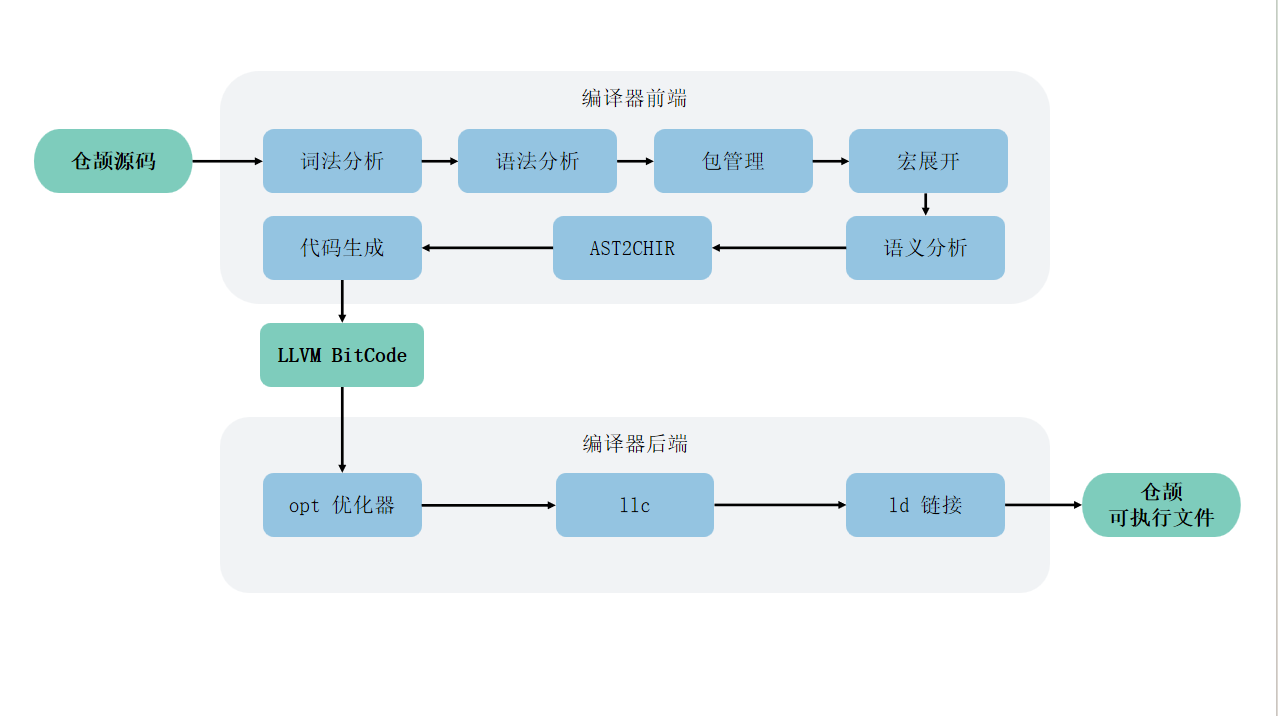 编译器前端
仓颉源码
词法分析
语法分析
包管理
宏展开
代码生成
AST2CHIR
语义分析
LLVM BitCode
编译器后端
opt 优化器
llc
ld 链接
仓颉
可执行文件